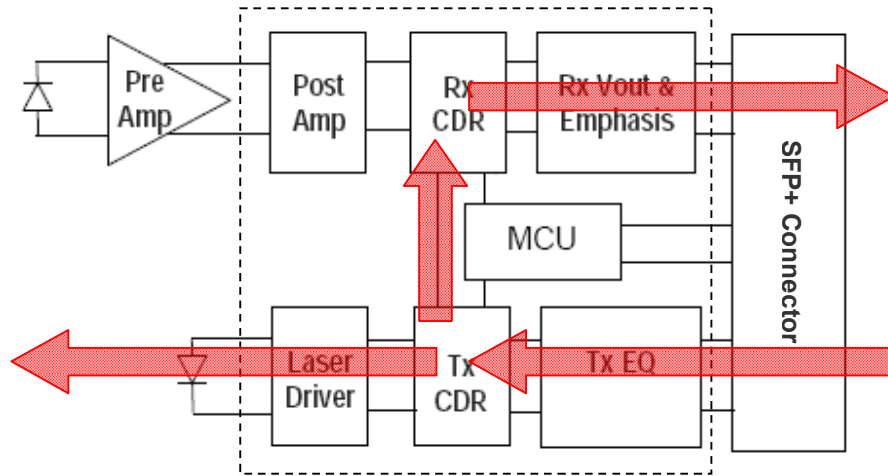 Pre
Amp
Post
Amp
Rx
CDR
Rx Vout &
Emphasis
SFP+ Connector
MCU
Laser
Driver
Tx
CDR
Tx EQ